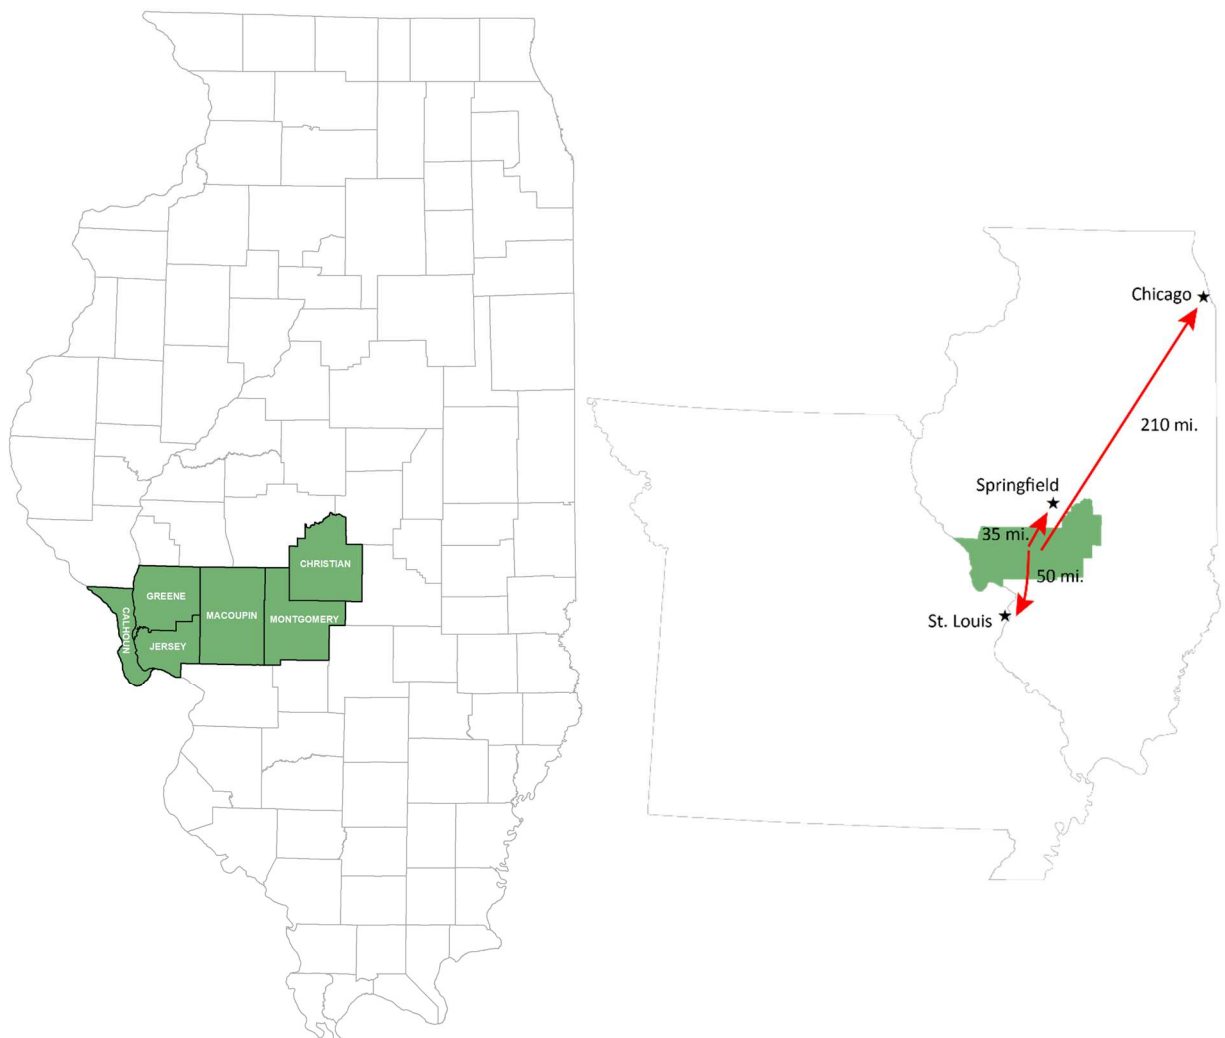 CHRISTIAN
GREENE
CALHOUN
MACOUPIN
MONTGOMERY
JERSEY
Chicago
210 mi.
Springfield
35 mi.
50 mi.
St. Louis